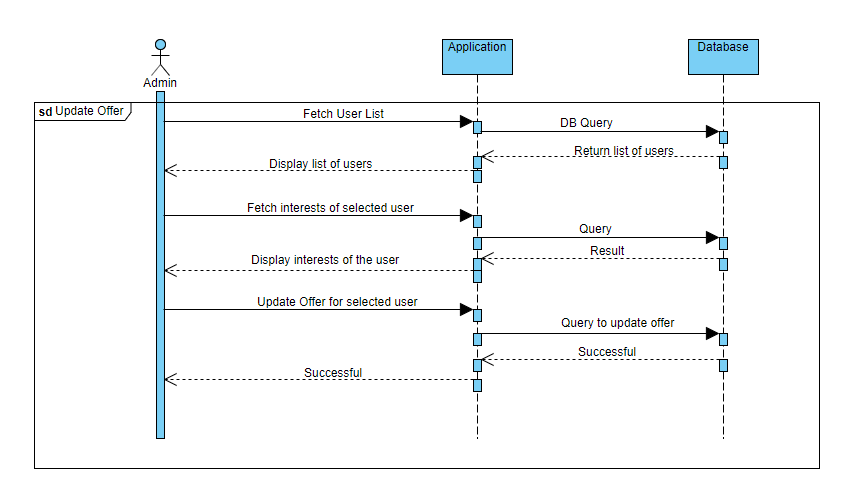 Application
Database
Admin
sd Update Offer
Fetch User List
DB Query
Return list of users
Display list of users
Fetch interests of selected user
Query
Result
Display interests of the user
Update Offer for selected user
Query to update offer
Successful
Successful